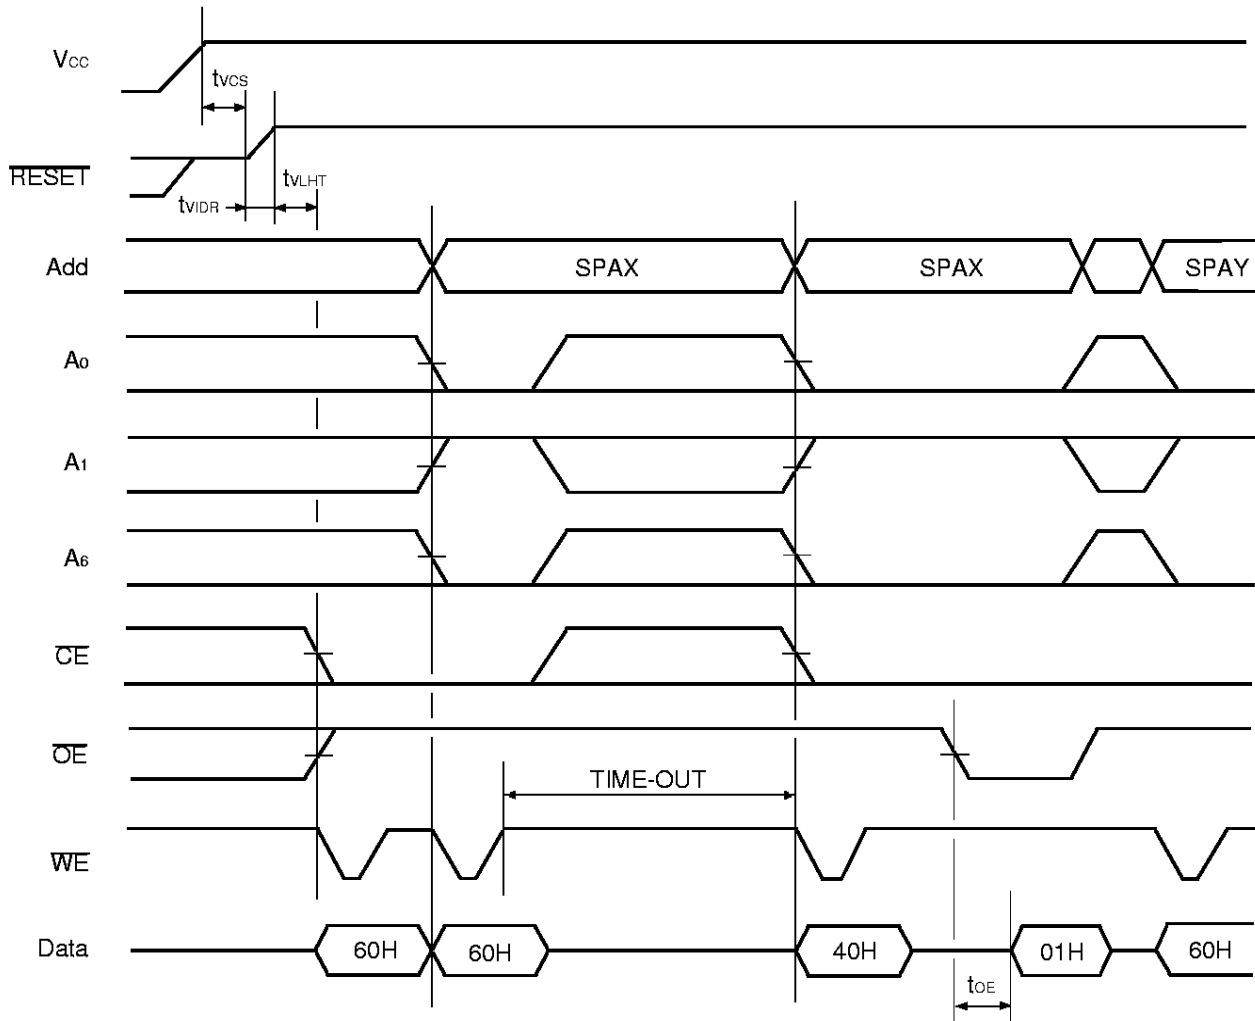 VCC
tVCS
RESET
tVLHT
tVIDR
Add SPAX SPAX SPAY
A0
A1
A6
CE
OE
TIME-OUT
WE
Data 60H 60H 40H 01H 60H
tOE